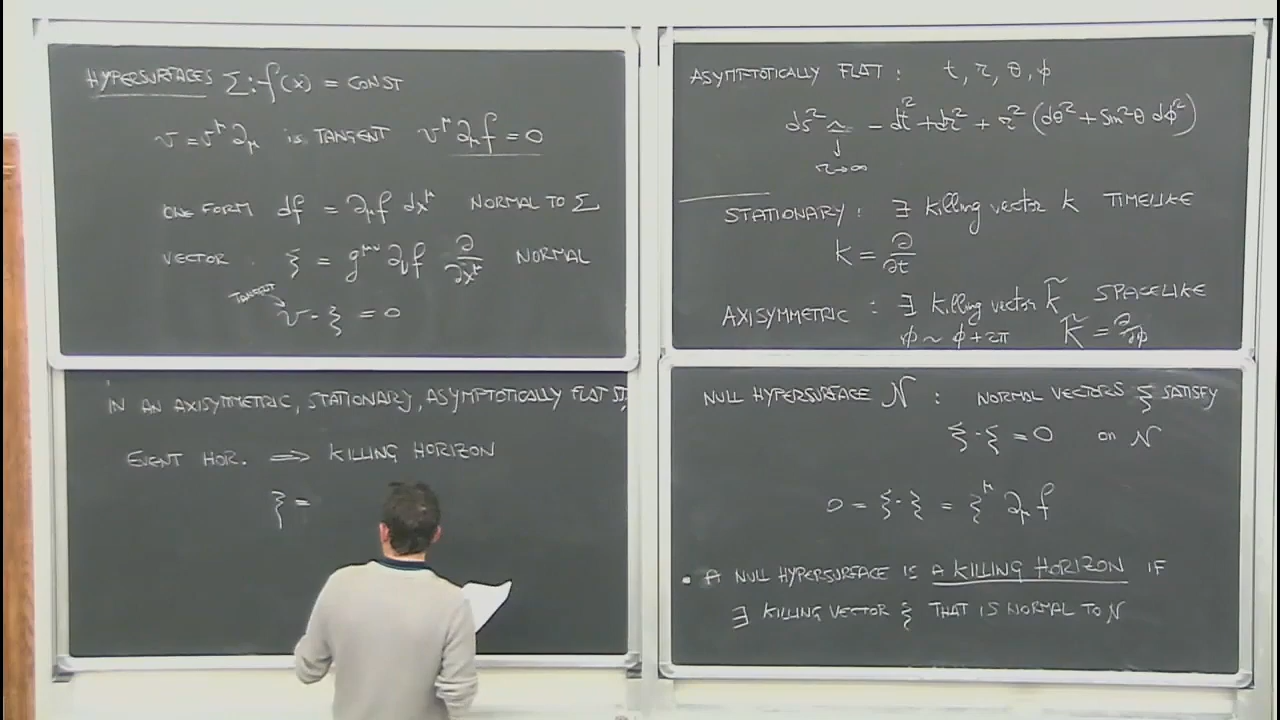 HYPERSURFACES Σ: f(x) = CONST
v = v^μ ∂_μ is TANGENT v^μ ∂_μ f = 0
ONE FORM df = ∂_μ f dx^μ NORMAL TO Σ
VECTOR ξ = g^{μν} ∂_ν f ∂/∂x^μ NORMAL
TANGENT
v · ξ = 0
IN AN AXISYMMETRIC, STATIONARY, ASYMPTOTICALLY FLAT ST,
EVENT HOR. ⟹ KILLING HORIZON
ξ =
ASYMPTOTICALLY FLAT : t, r, θ, ϕ
ds² ≃ - dt² + dr² + r² (dθ² + sin²θ dϕ²)
↓
r→∞
STATIONARY : ∃ killing vector k TIMELIKE
k = ∂/∂t
AXISYMMETRIC : ∃ killing vector k̃ SPACELIKE
ϕ ~ ϕ + 2π k̃ = ∂/∂ϕ
NULL HYPERSURFACE N : NORMAL VECTORS ξ SATISFY
ξ · ξ = 0 on N
0 = ξ · ξ = ξ^μ ∂_μ f
• A NULL HYPERSURFACE IS A KILLING HORIZON IF
∃ KILLING VECTOR ξ THAT IS NORMAL TO N